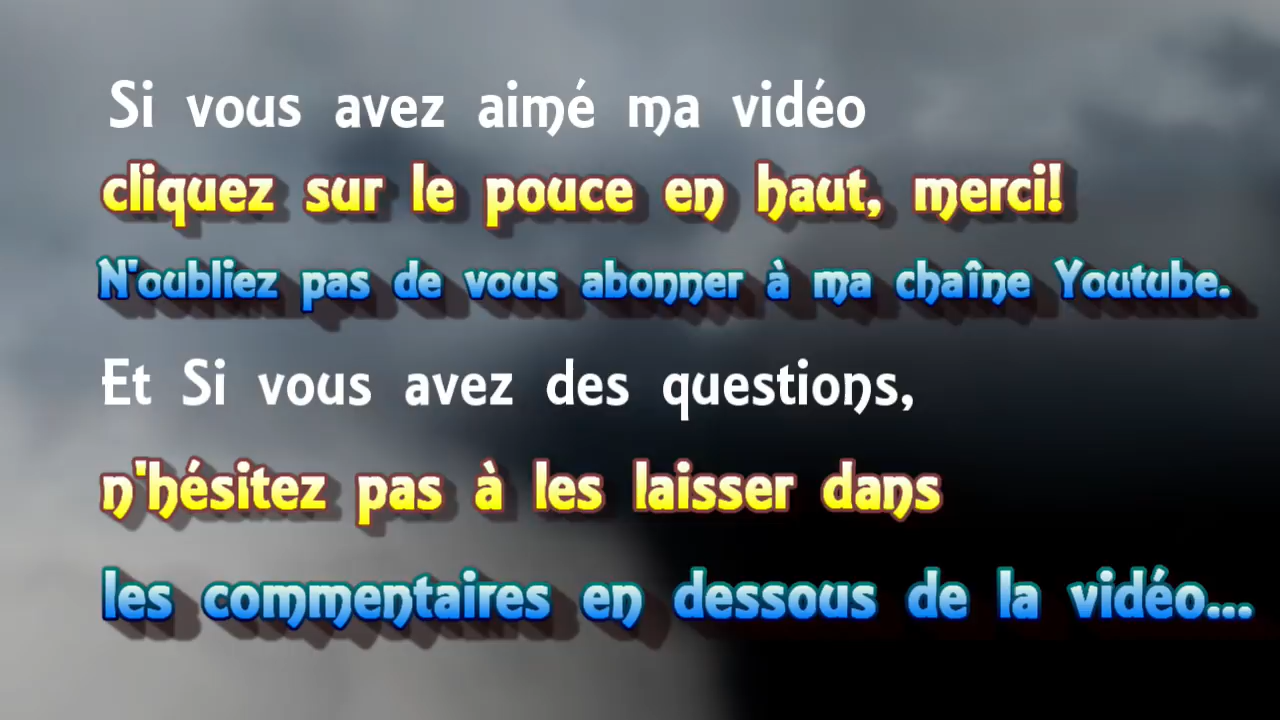 Si vous avez aimé ma vidéo
cliquez sur le pouce en haut, merci!
N'oubliez pas de vous abonner à ma chaîne Youtube.
Et Si vous avez des questions,
n'hésitez pas à les laisser dans
les commentaires en dessous de la vidéo...